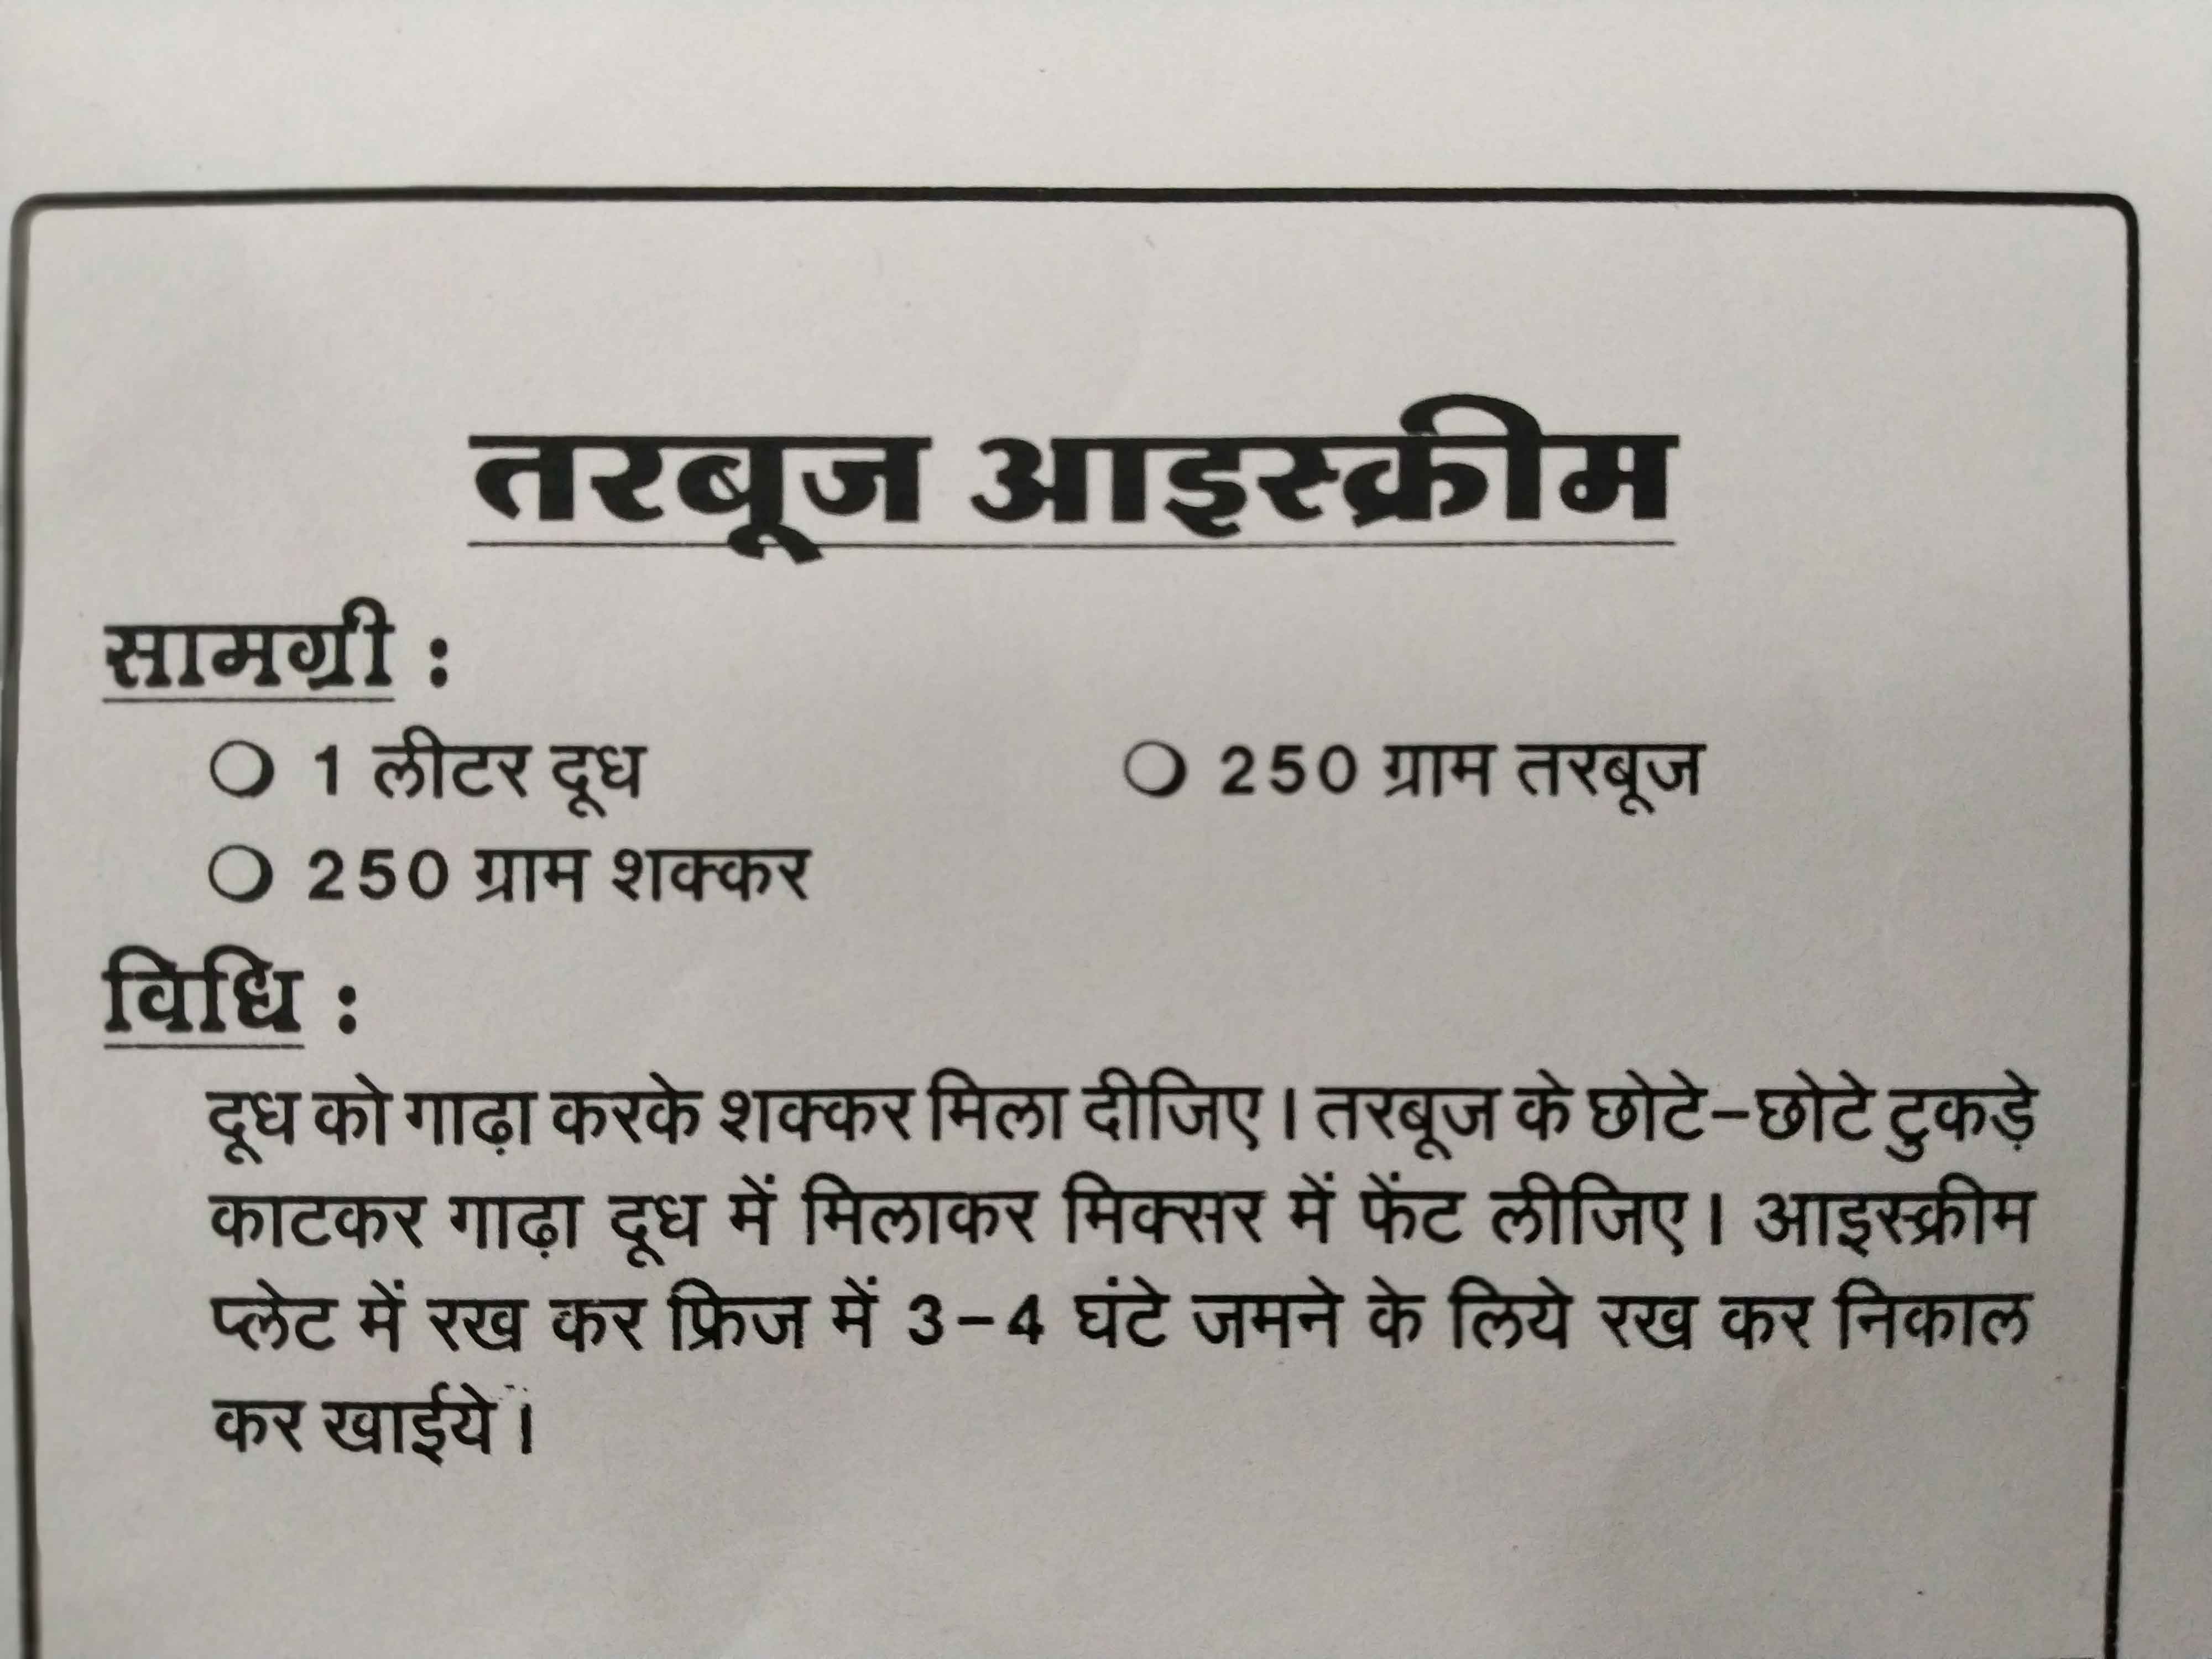 तरबूज आइस्क्रीम
सामग्री :
○ 1 लीटर दूध ○ 250 ग्राम तरबूज
○ 250 ग्राम शक्कर
विधि :
दूध को गाढ़ा करके शक्कर मिला दीजिए। तरबूज के छोटे-छोटे टुकड़े
काटकर गाढ़ा दूध में मिलाकर मिक्सर में फेंट लीजिए। आइस्क्रीम
प्लेट में रख कर फ्रिज में 3-4 घंटे जमने के लिये रख कर निकाल
कर खाईये।